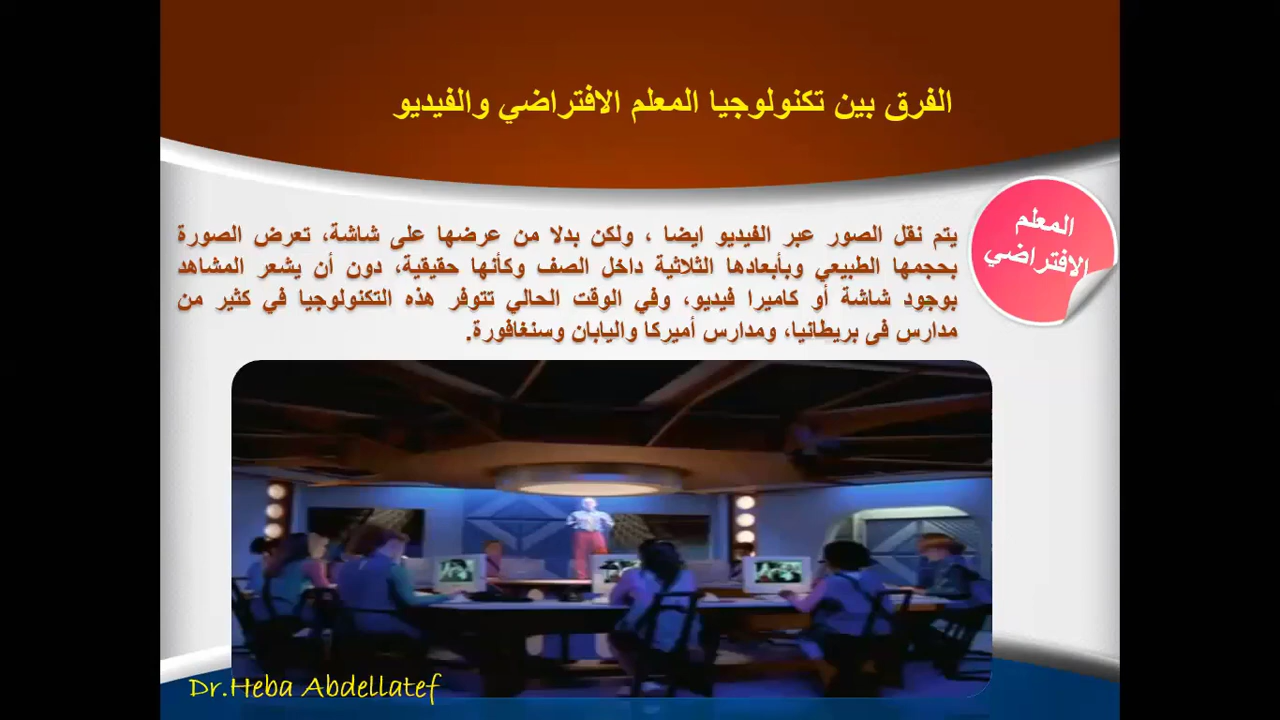 الفرق بين تكنولوجيا المعلم الافتراضي والفيديو
المعلم
الافتراضي
يتم نقل الصور عبر الفيديو ايضا ، ولكن بدلا من عرضها على شاشة، تعرض الصورة
بحجمها الطبيعي وبأبعادها الثلاثية داخل الصف وكأنها حقيقية، دون أن يشعر المشاهد
بوجود شاشة أو كاميرا فيديو، وفي الوقت الحالي تتوفر هذه التكنولوجيا في كثير من
مدارس فى بريطانيا، ومدارس أميركا واليابان وسنغافورة.
Dr.Heba Abdellatef